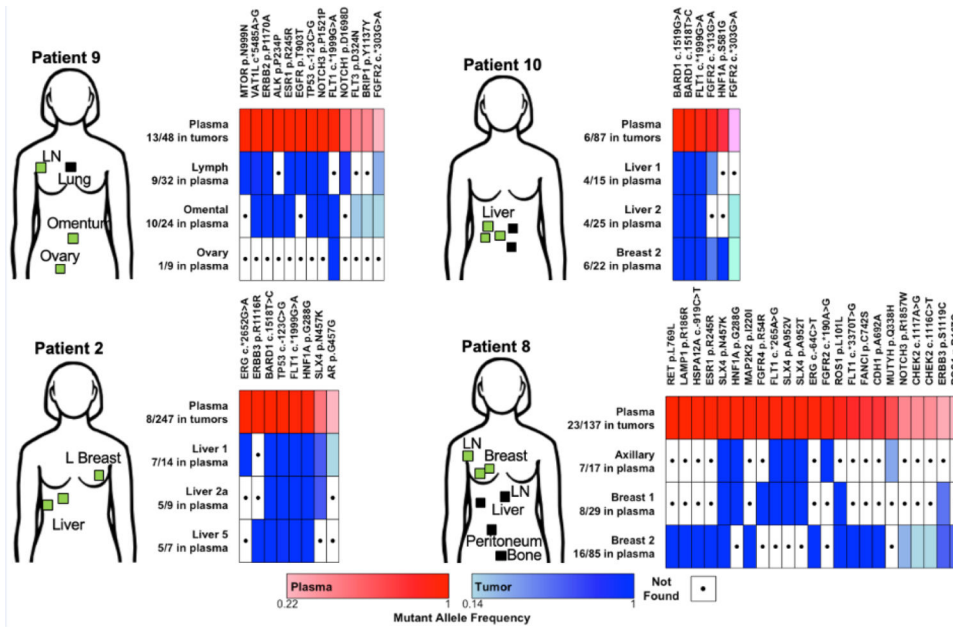 Patient 9
LN
Lung
Omentum
Ovary
MTOR p.N999N
VAT1L c.*5485A>G
ERBB2 p.P1170A
ALK p.P234P
ESR1 p.R245R
EGFR p.T903T
TP53 c.-123C>G
NOTCH3 p.P1521P
FLT1 c.*1999G>A
NOTCH1 p.D1698D
FLT3 p.D324N
BRIP1 p.Y1137Y
FGFR2 c.*303G>A
Plasma
13/48 in tumors
Lymph
9/32 in plasma
Omental
10/24 in plasma
Ovary
1/9 in plasma
Patient 10
Liver
BARD1 c.1519G>A
BARD1 c.1518T>C
FLT1 c.*1999G>A
FGFR2 c.*313G>A
HNF1A p.S581G
FGFR2 c.*303G>A
Plasma
6/87 in tumors
Liver 1
4/15 in plasma
Liver 2
4/25 in plasma
Breast 2
6/22 in plasma
Patient 2
L Breast
Liver
ERG c.*2652G>A
ERBB3 p.R1116R
BARD1 c.1518T>C
TP53 c.-123C>G
FLT1 c.*1999G>A
HNF1A p.G288G
SLX4 p.N457K
AR p.G457G
Plasma
8/247 in tumors
Liver 1
7/14 in plasma
Liver 2a
5/9 in plasma
Liver 5
5/7 in plasma
Patient 8
LN
Breast
LN
Liver
Peritoneum
Bone
RET p.L769L
LAMP1 p.R186R
HSPA12A c.-919C>T
ESR1 p.R245R
SLX4 p.N457K
HNF1A p.G288G
MAP2K2 p.I220I
FGFR4 p.R54R
FLT1 c.*265A>G
SLX4 p.A952V
SLX4 p.A952T
ERG c.-64C>T
FGFR2 c.*190A>G
ROS1 p.L101L
FLT1 c.*3370T>G
FANCI p.C742S
CDH1 p.A692A
MUTYH p.Q338H
NOTCH3 p.R1857W
CHEK2 c.1117A>G
CHEK2 c.1116C>T
ERBB3 p.S1119C
Plasma
23/137 in tumors
Axillary
7/17 in plasma
Breast 1
8/29 in plasma
Breast 2
16/85 in plasma
Plasma
0.22
1
Tumor
0.14
1
Mutant Allele Frequency
Not
Found